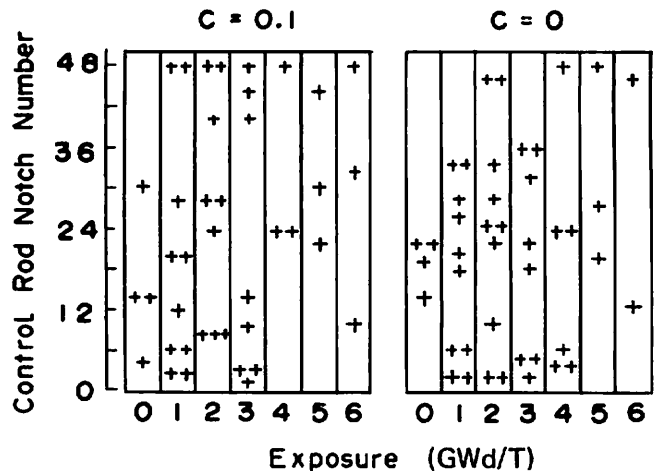 C = 0.1 C = 0
Control Rod Notch Number
48
36
24
12
0
0 1 2 3 4 5 6 0 1 2 3 4 5 6
Exposure (GWd/T)